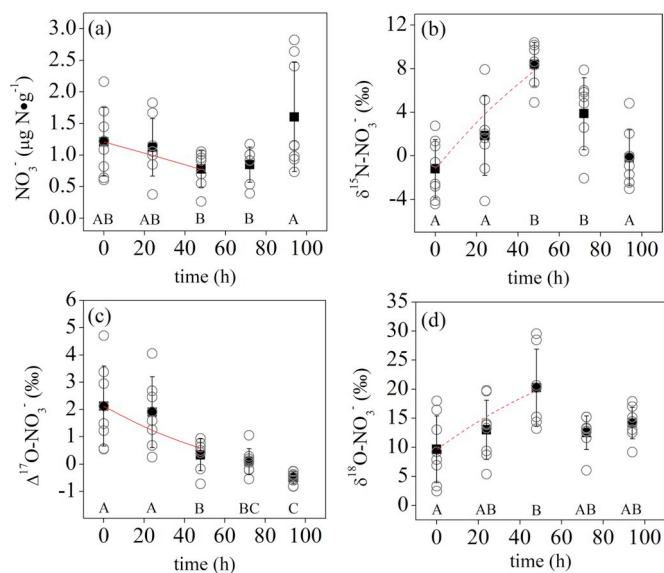 (a)
NO₃⁻ (µg N•g⁻¹)
3.0
2.5
2.0
1.5
1.0
0.5
0.0
AB AB B B A
0 20 40 60 80 100
time (h)
(b)
δ¹⁵N-NO₃⁻ (‰)
12
8
4
0
-4
A A B B A
0 20 40 60 80 100
time (h)
(c)
Δ¹⁷O-NO₃⁻ (‰)
6
5
4
3
2
1
0
-1
A A B BC C
0 20 40 60 80 100
time (h)
(d)
δ¹⁸O-NO₃⁻ (‰)
35
30
25
20
15
10
5
0
A AB B AB AB
0 20 40 60 80 100
time (h)